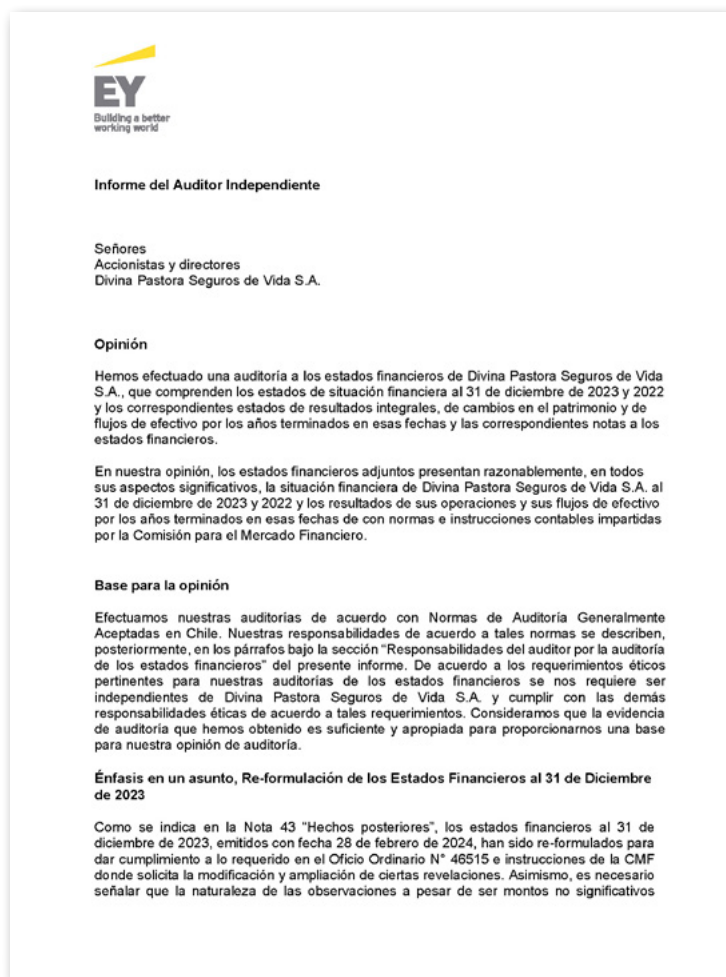 EY
Building a better
working world
Informe del Auditor Independiente
Señores
Accionistas y directores
Divina Pastora Seguros de Vida S.A.
Opinión
Hemos efectuado una auditoría a los estados financieros de Divina Pastora Seguros de Vida
S.A., que comprenden los estados de situación financiera al 31 de diciembre de 2023 y 2022
y los correspondientes estados de resultados integrales, de cambios en el patrimonio y de
flujos de efectivo por los años terminados en esas fechas y las correspondientes notas a los
estados financieros.
En nuestra opinión, los estados financieros adjuntos presentan razonablemente, en todos
sus aspectos significativos, la situación financiera de Divina Pastora Seguros de Vida S.A. al
31 de diciembre de 2023 y 2022 y los resultados de sus operaciones y sus flujos de efectivo
por los años terminados en esas fechas de con normas e instrucciones contables impartidas
por la Comisión para el Mercado Financiero.
Base para la opinión
Efectuamos nuestras auditorías de acuerdo con Normas de Auditoría Generalmente
Aceptadas en Chile. Nuestras responsabilidades de acuerdo a tales normas se describen,
posteriormente, en los párrafos bajo la sección "Responsabilidades del auditor por la auditoría
de los estados financieros" del presente informe. De acuerdo a los requerimientos éticos
pertinentes para nuestras auditorías de los estados financieros se nos requiere ser
independientes de Divina Pastora Seguros de Vida S.A. y cumplir con las demás
responsabilidades éticas de acuerdo a tales requerimientos. Consideramos que la evidencia
de auditoría que hemos obtenido es suficiente y apropiada para proporcionarnos una base
para nuestra opinión de auditoría.
Énfasis en un asunto, Re-formulación de los Estados Financieros al 31 de Diciembre
de 2023
Como se indica en la Nota 43 "Hechos posteriores", los estados financieros al 31 de
diciembre de 2023, emitidos con fecha 28 de febrero de 2024, han sido re-formulados para
dar cumplimiento a lo requerido en el Oficio Ordinario N° 46515 e instrucciones de la CMF
donde solicita la modificación y ampliación de ciertas revelaciones. Asimismo, es necesario
señalar que la naturaleza de las observaciones a pesar de ser montos no significativos